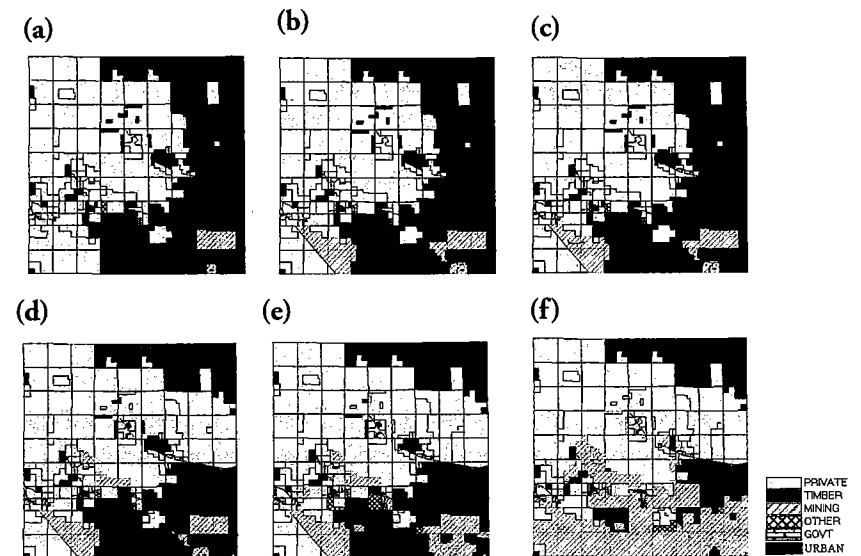 (a)
(b)
(c)
(d)
(e)
(f)
PRIVATE
TIMBER
MINING
OTHER
GOVT
URBAN